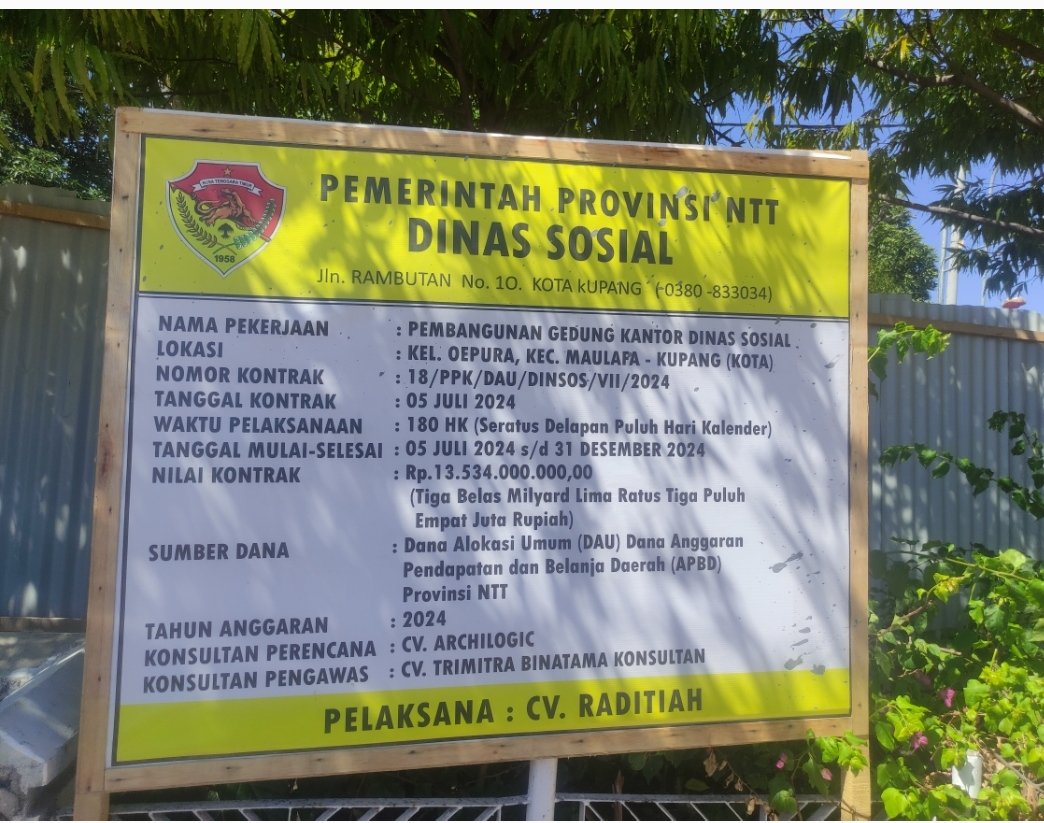 NUSA TENGGARA TIMUR
1958
PEMERINTAH PROVINSI NTT
DINAS SOSIAL
Jln. RAMBUTAN No. 1O. KOTA kUPANG (-0380 -833034)
NAMA PEKERJAAN : PEMBANGUNAN GEDUNG KANTOR DINAS SOSIAL
LOKASI : KEL. OEPURA, KEC. MAULAPA - KUPANG (KOTA)
NOMOR KONTRAK : 18/PPK/DAU/DINSOS/VII/2024
TANGGAL KONTRAK : 05 JULI 2024
WAKTU PELAKSANAAN : 180 HK (Seratus Delapan Puluh Hari Kalender)
TANGGAL MULAI-SELESAI : 05 JULI 2024 s/d 31 DESEMBER 2024
NILAI KONTRAK : Rp.13.534.000.000,00
(Tiga Belas Milyard Lima Ratus Tiga Puluh
Empat Juta Rupiah)
SUMBER DANA : Dana Alokasi Umum (DAU) Dana Anggaran
Pendapatan dan Belanja Daerah (APBD)
Provinsi NTT
TAHUN ANGGARAN : 2024
KONSULTAN PERENCANA : CV. ARCHILOGIC
KONSULTAN PENGAWAS : CV. TRIMITRA BINATAMA KONSULTAN
PELAKSANA : CV. RADITIAH